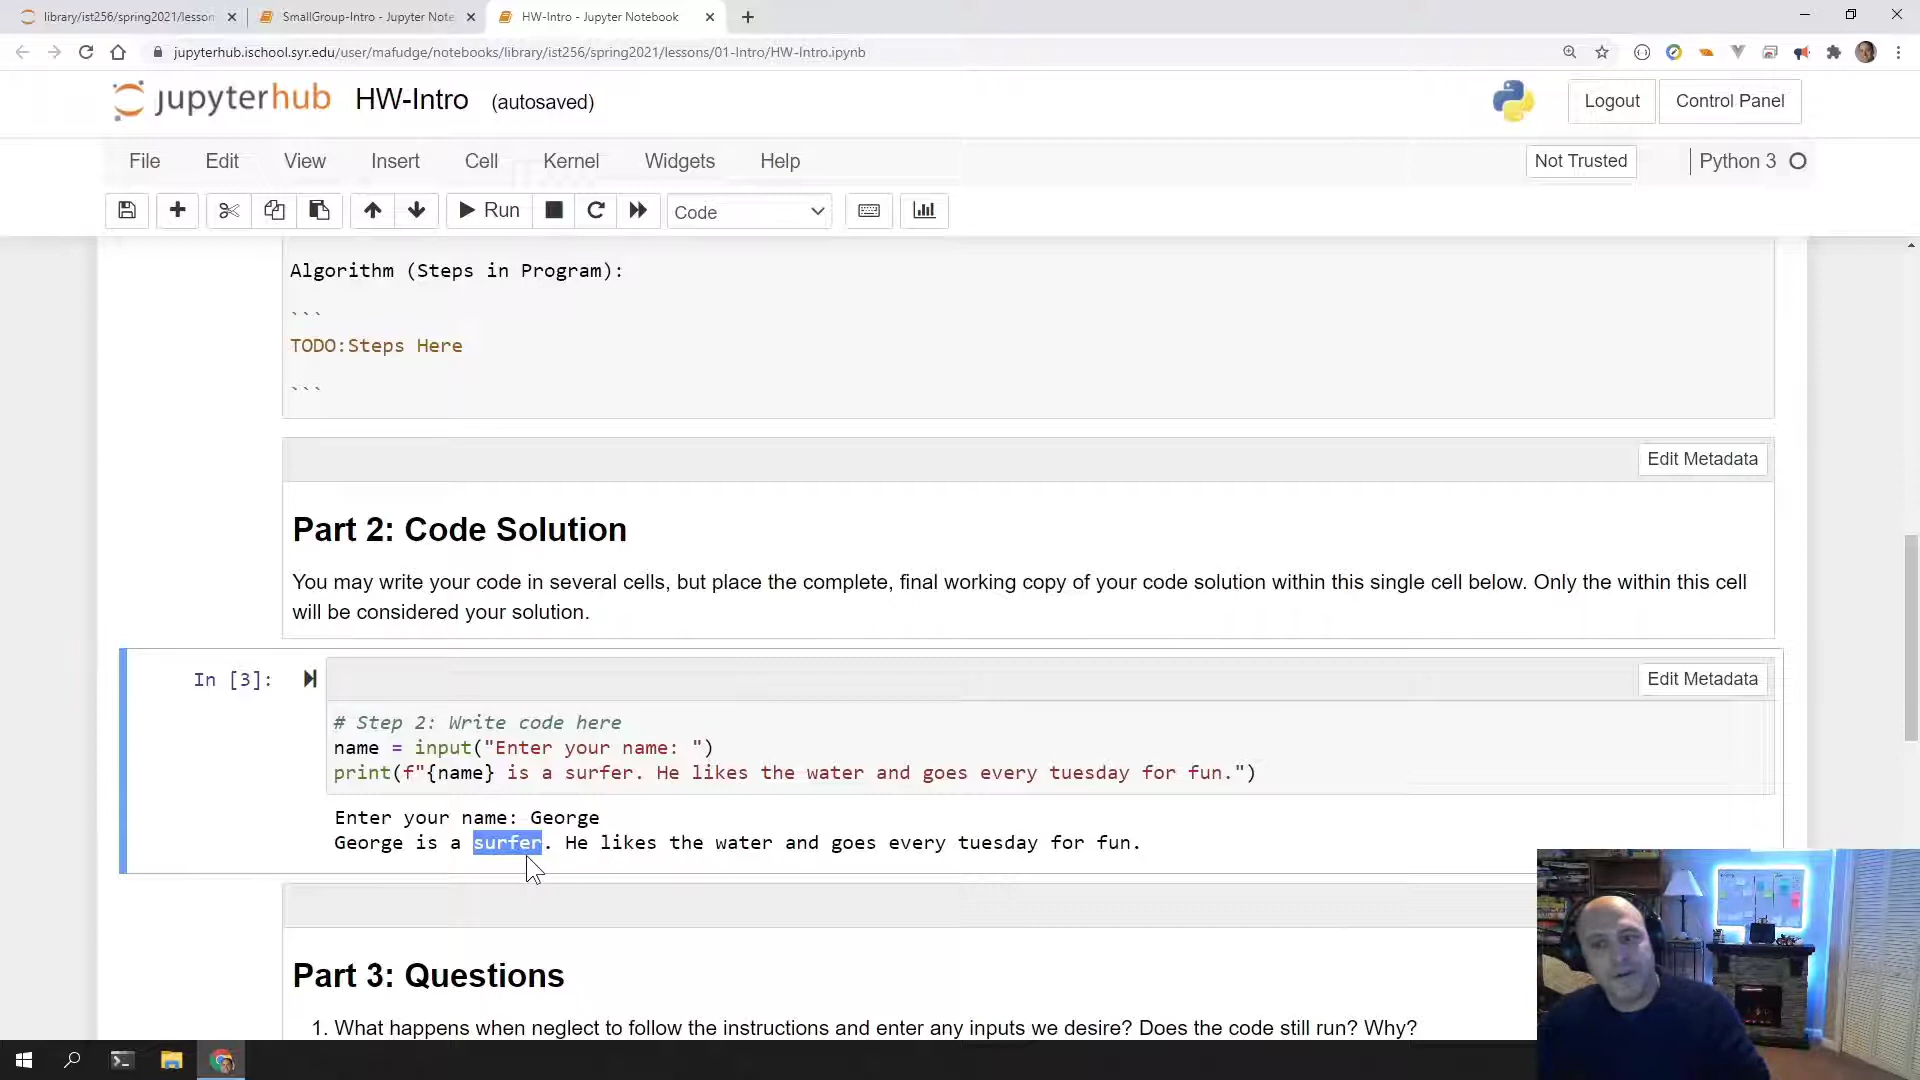 library/ist256/spring2021/lesson
SmallGroup-Intro - Jupyter Note
HW-Intro - Jupyter Notebook
jupyterhub.ischool.syr.edu/user/mafudge/notebooks/library/ist256/spring2021/lessons/01-Intro/HW-Intro.ipynb
jupyterhub HW-Intro (autosaved) Logout Control Panel
File Edit View Insert Cell Kernel Widgets Help Not Trusted Python 3
Run Code
Algorithm (Steps in Program):
```
TODO:Steps Here
```
Edit Metadata
Part 2: Code Solution
You may write your code in several cells, but place the complete, final working copy of your code solution within this single cell below. Only the within this cell
will be considered your solution.
In [3]: Edit Metadata
# Step 2: Write code here
name = input("Enter your name: ")
print(f"{name} is a surfer. He likes the water and goes every tuesday for fun.")
Enter your name: George
George is a surfer. He likes the water and goes every tuesday for fun.
Part 3: Questions
1. What happens when neglect to follow the instructions and enter any inputs we desire? Does the code still run? Why?